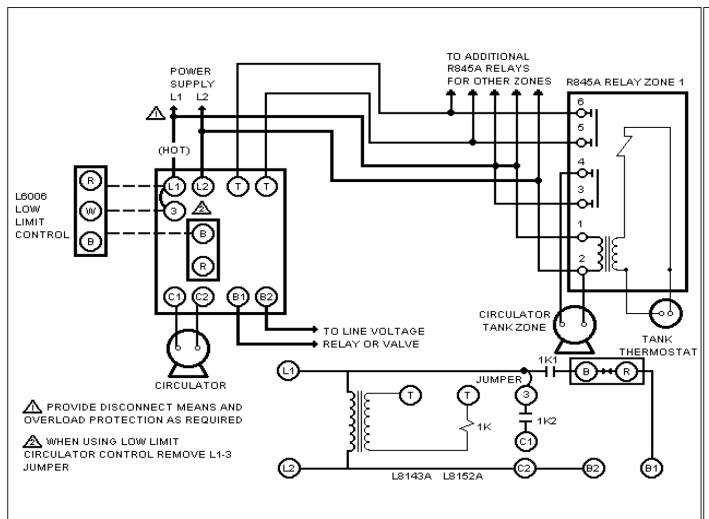 POWER
SUPPLY
L1 L2
TO ADDITIONAL
R845A RELAYS
FOR OTHER ZONES
R845A RELAY ZONE 1
1
(HOT)
6
5
4
3
1
2
L6006
LOW
LIMIT
CONTROL
R
W
B
L1
L2
T
T
3
2
B
R
C1
C2
B1
B2
TO LINE VOLTAGE
RELAY OR VALVE
CIRCULATOR
CIRCULATOR
TANK ZONE
TANK
THERMOSTAT
L1
1K1
B
R
JUMPER
T
T
3
1K
1K2
C1
L2
L8143A L8152A
C2
B2
B1
1 PROVIDE DISCONNECT MEANS AND
OVERLOAD PROTECTION AS REQUIRED
2 WHEN USING LOW LIMIT
CIRCULATOR CONTROL REMOVE L1-3
JUMPER